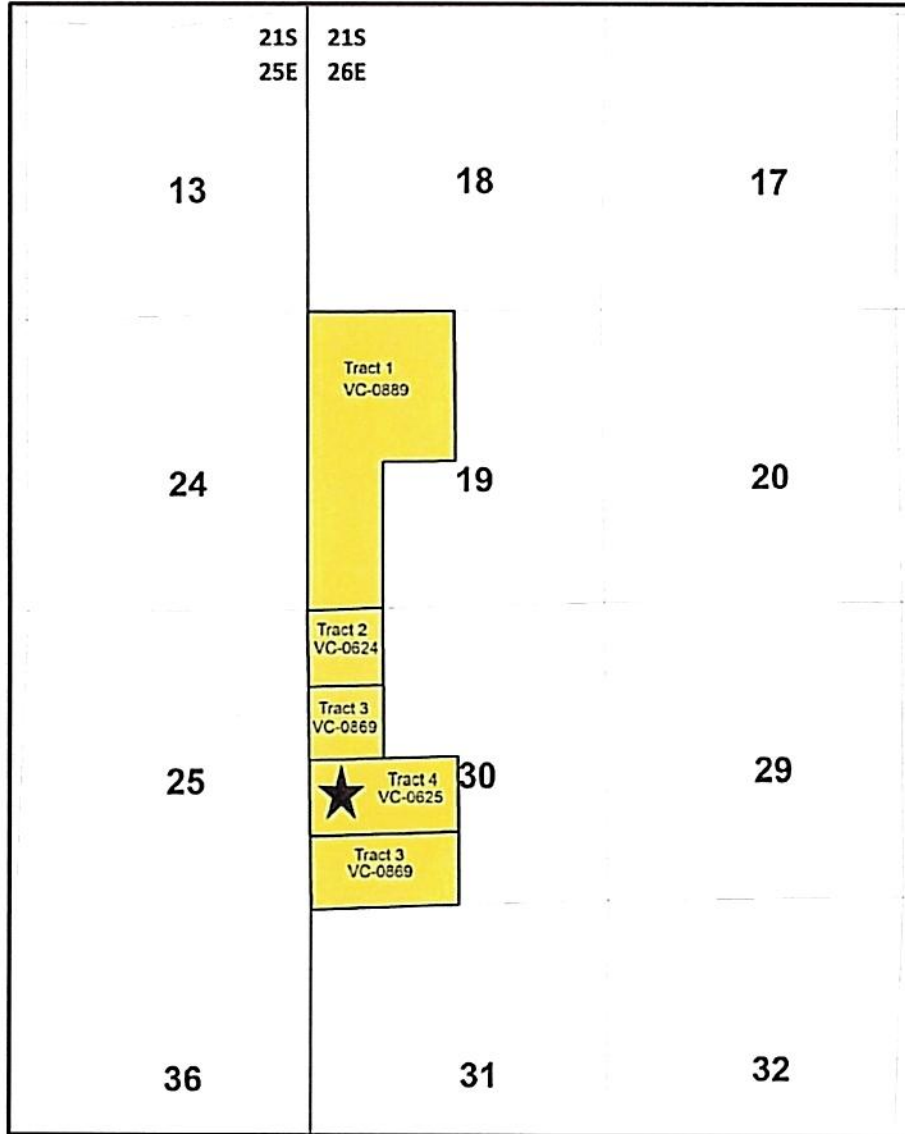 21S 21S
25E 26E
13 18 17
Tract 1
VC-0889
24 19 20
Tract 2
VC-0624
Tract 3
VC-0869
25 30 29
Tract 4
VC-0625
Tract 3
VC-0869
36 31 32